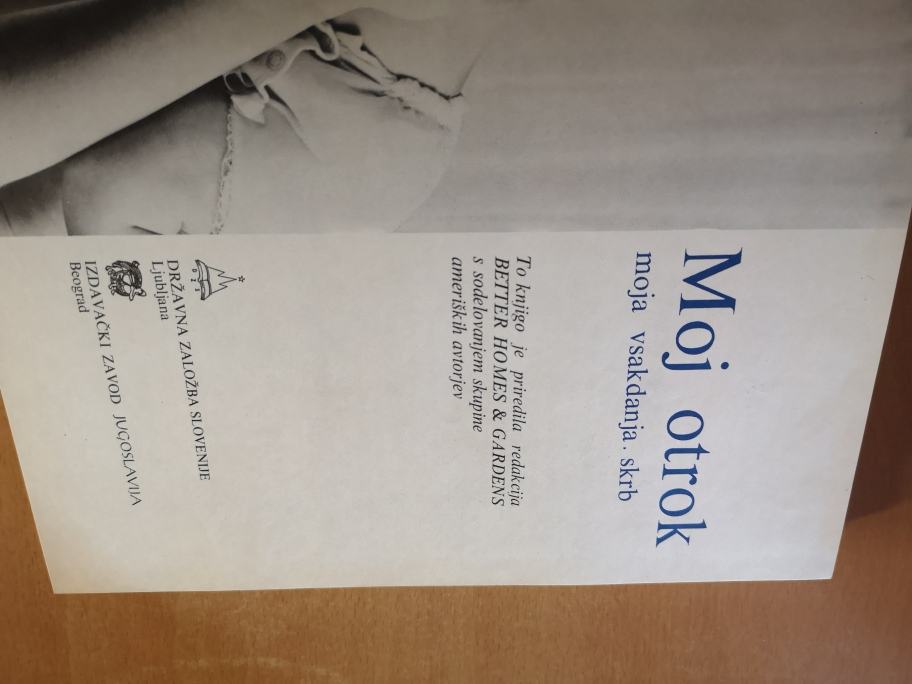 Moj otrok
moja vsakdanja skrb
To knjigo je priredila redakcija
BETTER HOMES & GARDENS
s sodelovanjem skupine
ameriških avtorjev
DRŽAVNA ZALOŽBA SLOVENIJE
Ljubljana
IZDAVAČKI ZAVOD JUGOSLAVIJA
Beograd